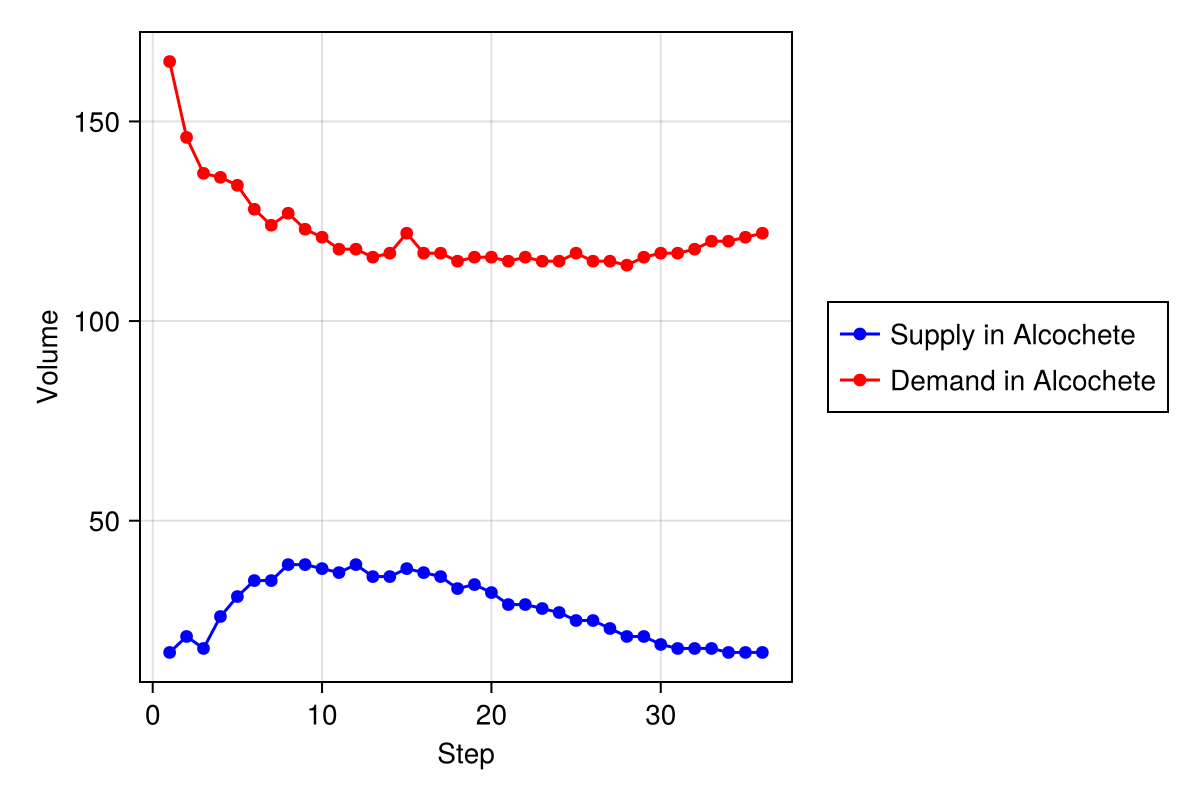 150
100
50
Volume
0 10 20 30
Step
Supply in Alcochete
Demand in Alcochete